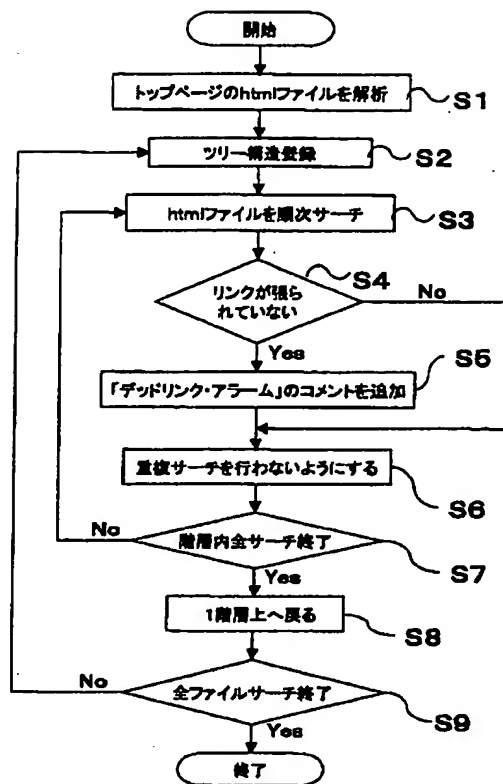 開始
トップページのhtmlファイルを解析
S1
ツリー構造登録
S2
htmlファイルを順次サーチ
S3
S4
リンクが張ら
れていない
No
Yes
S5
「デッドリンク・アラーム」のコメントを追加
重複サーチを行わないようにする
S6
No
階層内全サーチ終了
S7
Yes
1階層上へ戻る
S8
No
全ファイルサーチ終了
S9
Yes
終了